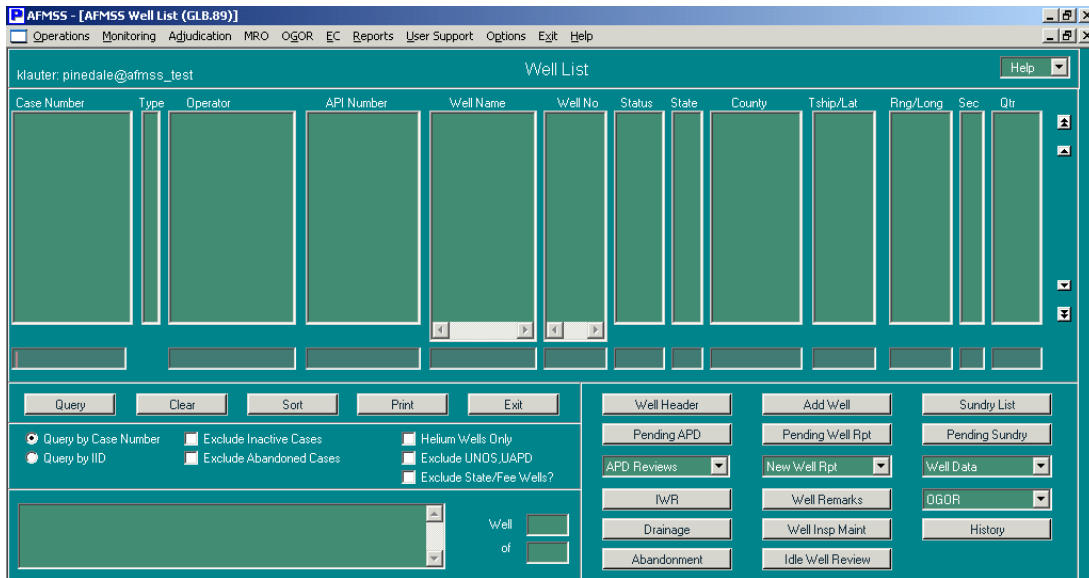 AFMSS - [AFMSS Well List (GLB.89)]
Operations Monitoring Adjudication MRO OGOR EC Reports User Support Options Exit Help
klauter: pinedale@afmss_test Well List Help
Case Number Type Operator API Number Well Name Well No Status State County Tship/Lat Rng/Long Sec Qtr
Query Clear Sort Print Exit
Well Header Add Well Sundry List
Pending APD Pending Well Rpt Pending Sundry
Query by Case Number Exclude Inactive Cases Helium Wells Only
Query by IID Exclude Abandoned Cases Exclude UNOS,UAPD
Exclude State/Fee Wells?
APD Reviews New Well Rpt Well Data
IWR Well Remarks OGOR
Well
Drainage Well Insp Maint History
of
Abandonment Idle Well Review